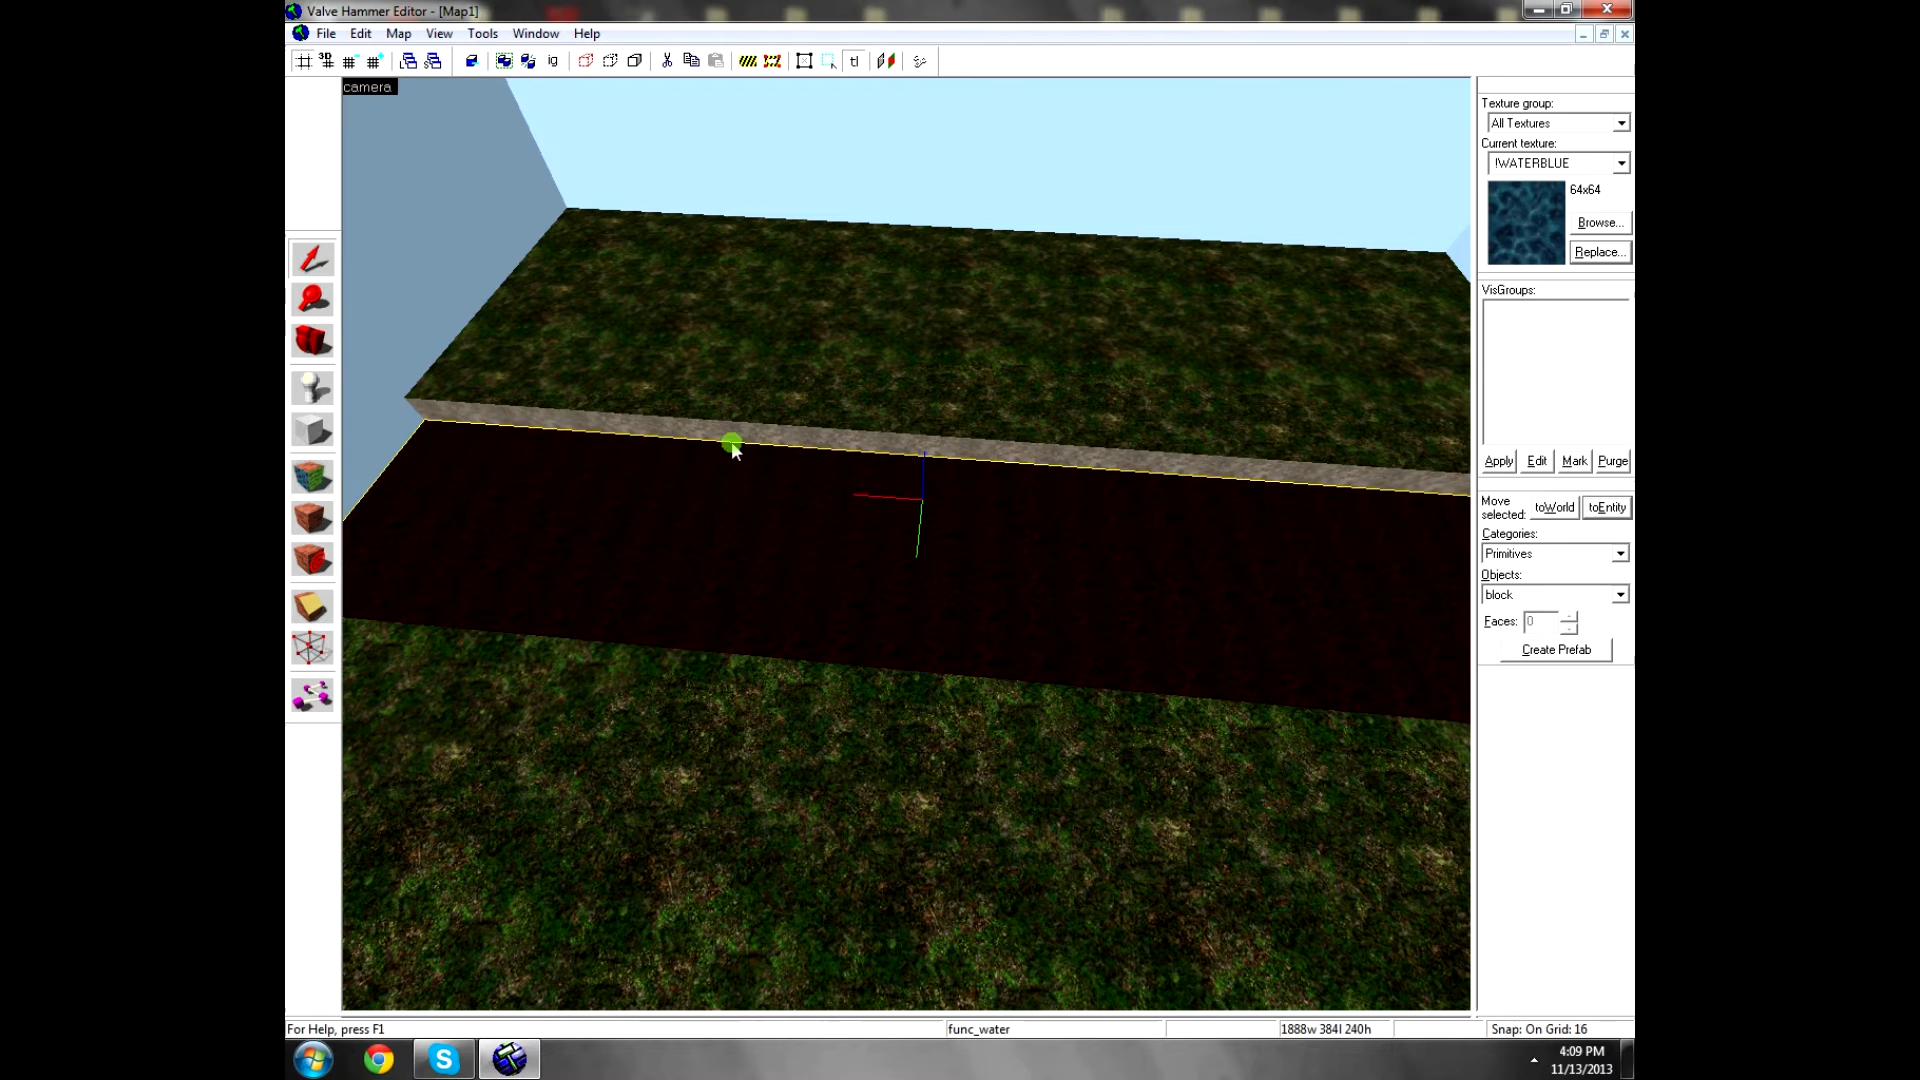 Valve Hammer Editor - [Map1]
File Edit Map View Tools Window Help
3D
ig
tl
camera
Texture group:
All Textures
Current texture:
!WATERBLUE
64x64
Browse...
Replace...
VisGroups:
Apply Edit Mark Purge
Move
selected: toWorld toEntity
Categories:
Primitives
Objects:
block
Faces: 0
Create Prefab
For Help, press F1
func_water
1888w 384l 240h
Snap: On Grid: 16
4:09 PM
11/13/2013